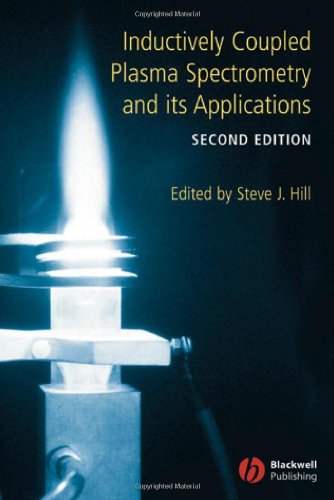 Inductively Coupled
Plasma Spectrometry
and its Applications
SECOND EDITION
Edited by Steve J. Hill
Blackwell
Publishing